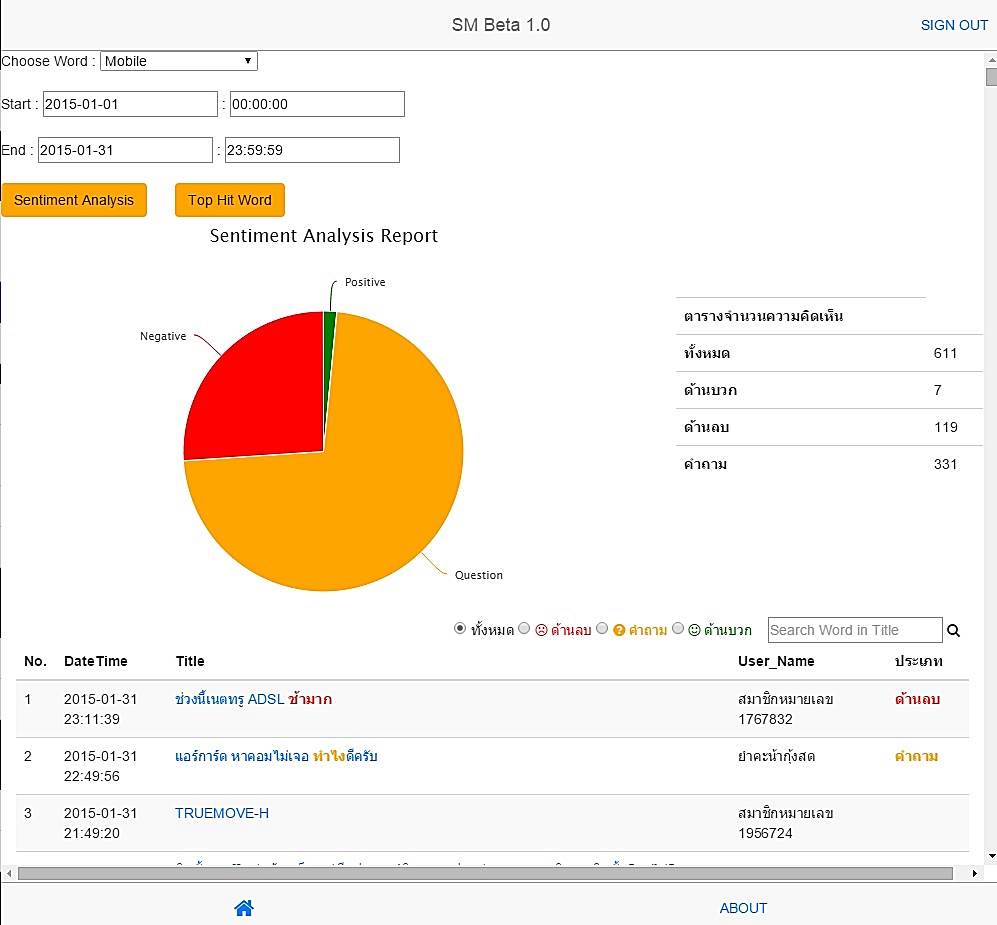 SM Beta 1.0
SIGN OUT
Choose Word : Mobile
Start : 2015-01-01 : 00:00:00
End : 2015-01-31 : 23:59:59
Sentiment Analysis Top Hit Word
Sentiment Analysis Report
Positive
Negative
Question
ตารางจำนวนความคิดเห็น
ทั้งหมด 611
ด้านบวก 7
ด้านลบ 119
คำถาม 331
ทั้งหมด ด้านลบ คำถาม ด้านบวก Search Word in Title
No. DateTime Title User_Name ประเภท
1 2015-01-31 ช่วงนี้เนตทรู ADSL ช้ามาก สมาชิกหมายเลข ด้านลบ
23:11:39 1767832
2 2015-01-31 แอร์การ์ด หาคอมไม่เจอ ทำไงดีครับ ยำคะน้ากุ้งสด คำถาม
22:49:56
3 2015-01-31 TRUEMOVE-H สมาชิกหมายเลข
21:49:20 1956724
ABOUT